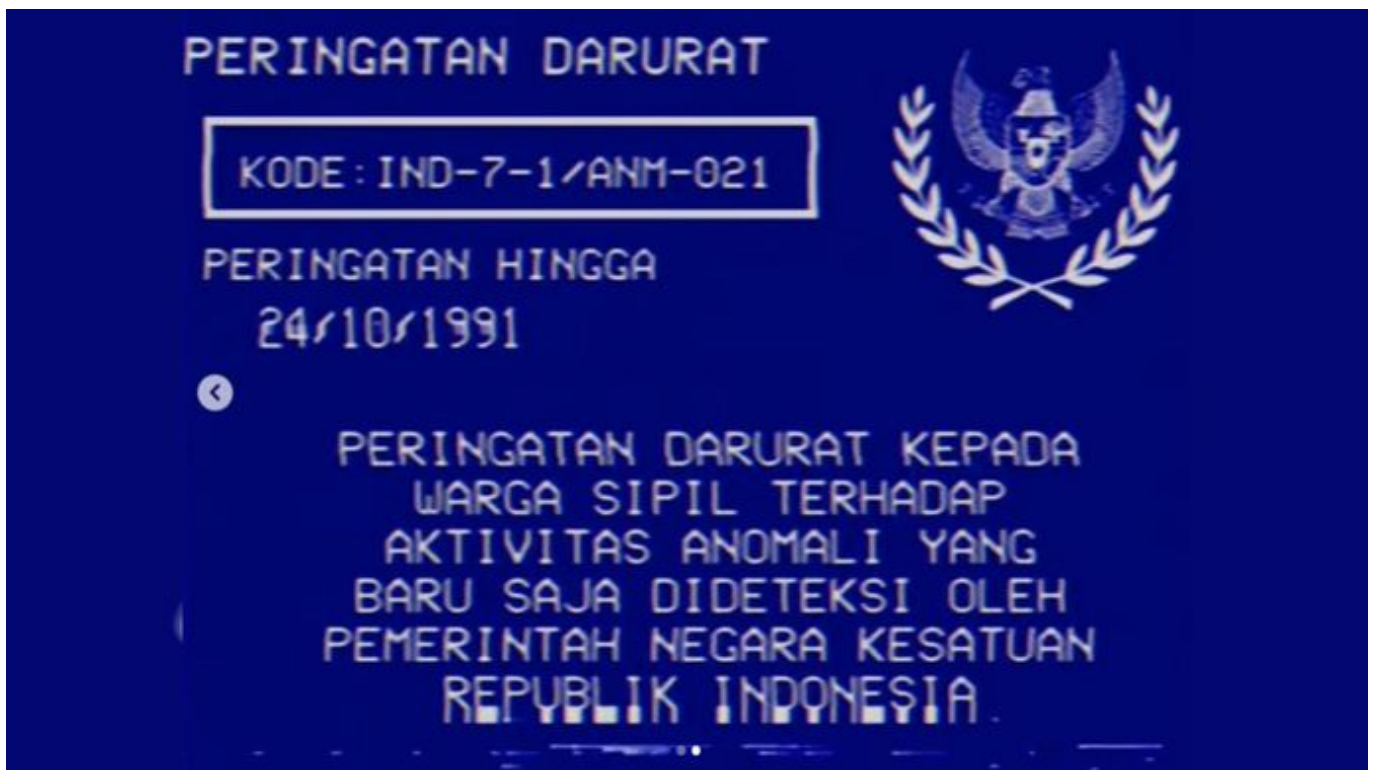 PERINGATAN DARURAT
KODE:IND-7-1/ANM-021
PERINGATAN HINGGA
24/10/1991
PERINGATAN DARURAT KEPADA
WARGA SIPIL TERHADAP
AKTIVITAS ANOMALI YANG
BARU SAJA DIDETEKSI OLEH
PEMERINTAH NEGARA KESATUAN
REPUBLIK INDONESIA